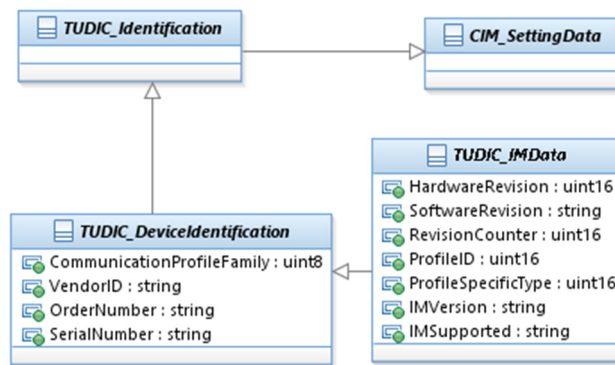 TUDIC_Identification
CIM_SettingData
TUDIC_IMData
HardwareRevision : uint16
SoftwareRevision : string
RevisionCounter : uint16
ProfileID : uint16
ProfileSpecificType : uint16
IMVersion : string
IMSupported : string
TUDIC_DeviceIdentification
CommunicationProfileFamily : uint8
VendorID : string
OrderNumber : string
SerialNumber : string